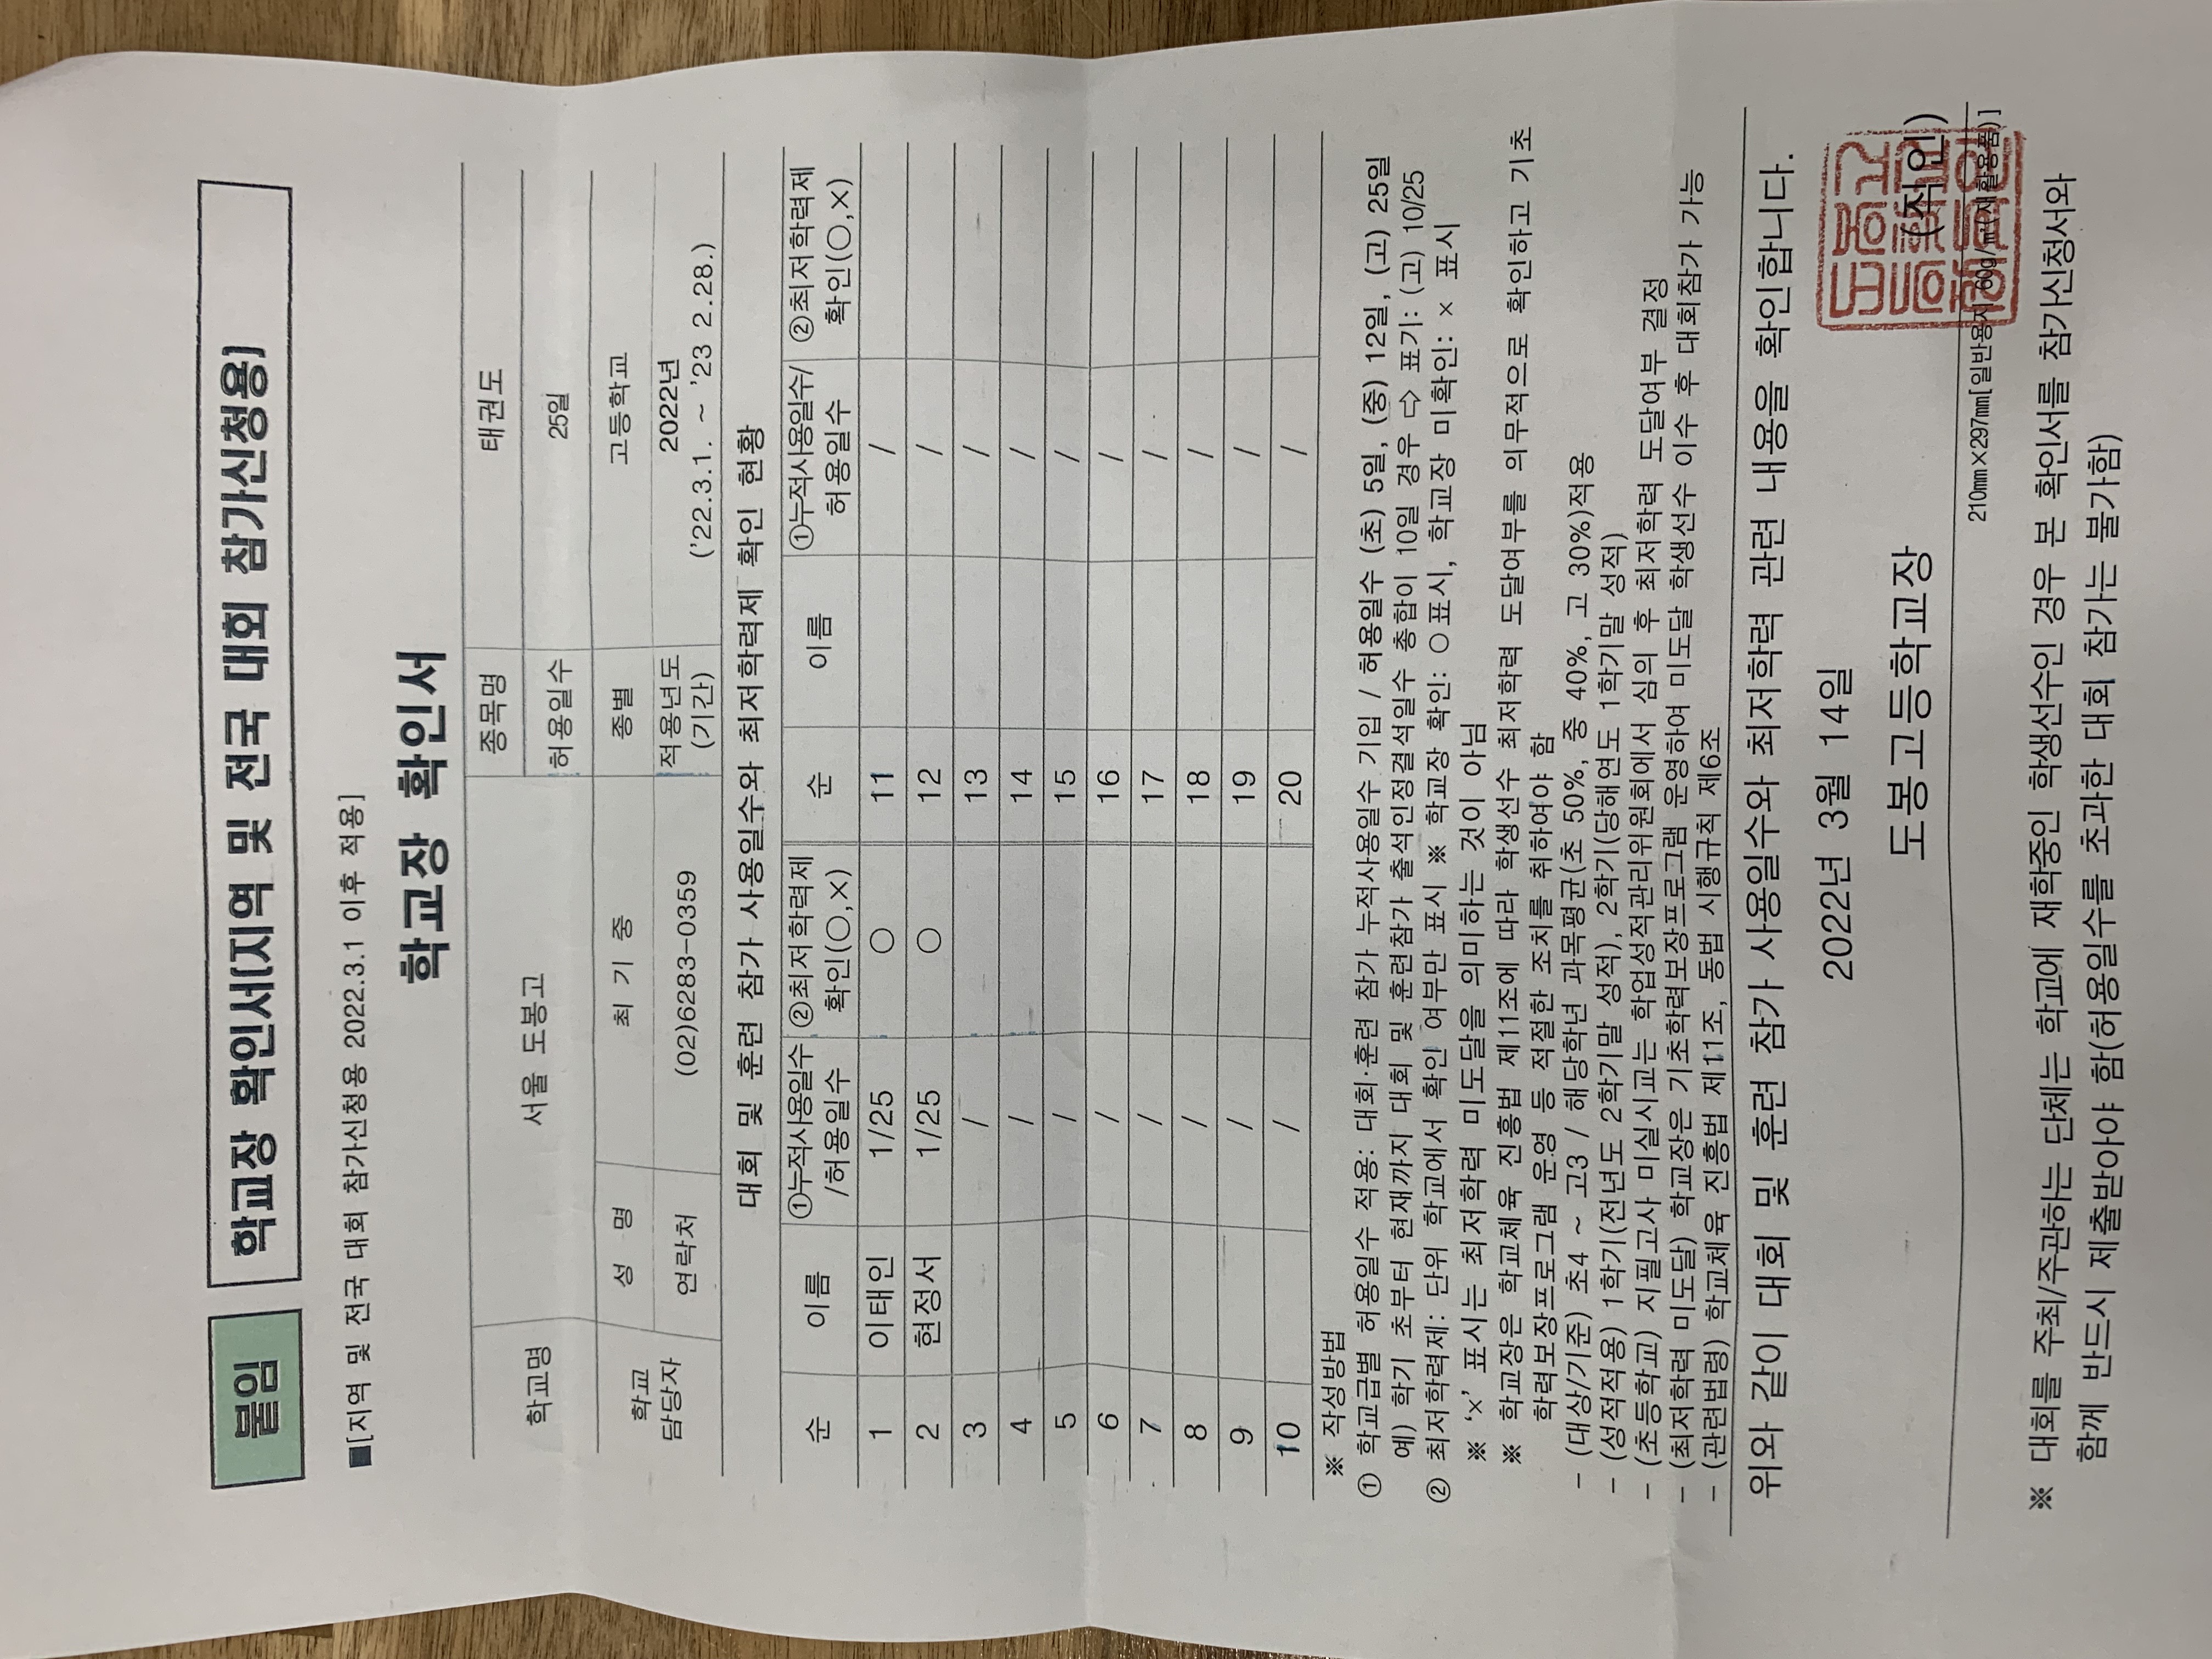 붙임
학교장 확인서(지역 및 전국 대회 참가신청용)
■[지역 및 전국 대회 참가신청용 2022.3.1 이후 적용]
학교장 확인서
학교명 서울 도봉고 종목명 태권도
허용일수 25일
학교 담당자 성 명 최 기 중 종별 고등학교
연락처 (02)6283-0359 적용년도 (기간) 2022년 ('22.3.1. ~ '23 2.28.)
대회 및 훈련 참가 사용일수와 최저학력제 확인 현황
순 이름 ①누적사용일수/허용일수 ②최저학력제 확인(○,×) 순 이름 ①누적사용일수/허용일수 ②최저학력제 확인(○,×)
1 이태인 1/25 ○ 11 /
2 현정서 1/25 ○ 12 /
3 / 13 /
4 / 14 /
5 / 15 /
6 / 16 /
7 / 17 /
8 / 18 /
9 / 19 /
10 / 20 /
※ 작성방법
① 학교급별 허용일수 적용: 대회·훈련 참가 누적사용일수 기입 / 허용일수 (초) 5일, (중) 12일, (고) 25일
예) 학기 초부터 현재까지 대회 및 훈련참가 출석인정결석일수 총합이 10일 경우 ⇨ 표기: (고) 10/25
② 최저학력제: 단위 학교에서 확인 여부만 표시 ※ 학교장 확인: ○ 표시, 학교장 미확인: × 표시
※ '×' 표시는 최저학력 미도달을 의미하는 것이 아님
※ 학교장은 학교체육 진흥법 제11조에 따라 학생선수 최저학력 도달여부를 의무적으로 확인하고 기초
학력보장프로그램 운영 등 적절한 조치를 취하여야 함
- (대상/기준) 초4 ~ 고3 / 해당학년 과목평균(초 50%, 중 40%, 고 30%)적용
- (성적적용) 1학기(전년도 2학기말 성적), 2학기(당해연도 1학기말 성적)
- (초등학교) 지필고사 미실시교는 학업성적관리위원회에서 심의 후 최저학력 도달여부 결정
- (최저학력 미도달) 학교장은 기초학력보장프로그램 운영하여 미도달 학생선수 이수 후 대회참가 가능
- (관련법령) 학교체육 진흥법 제11조, 동법 시행규칙 제6조
위와 같이 대회 및 훈련 참가 사용일수와 최저학력 관련 내용을 확인합니다.
2022년 3월 14일
도봉고등학교장 (직인)
210㎜×297㎜[일반용지 60g/㎡(재활용품)]
※ 대회를 주최/주관하는 단체는 학교에 재학중인 학생선수인 경우 본 확인서를 참가신청서와
함께 반드시 제출받아야 함(허용일수를 초과한 대회 참가는 불가함)